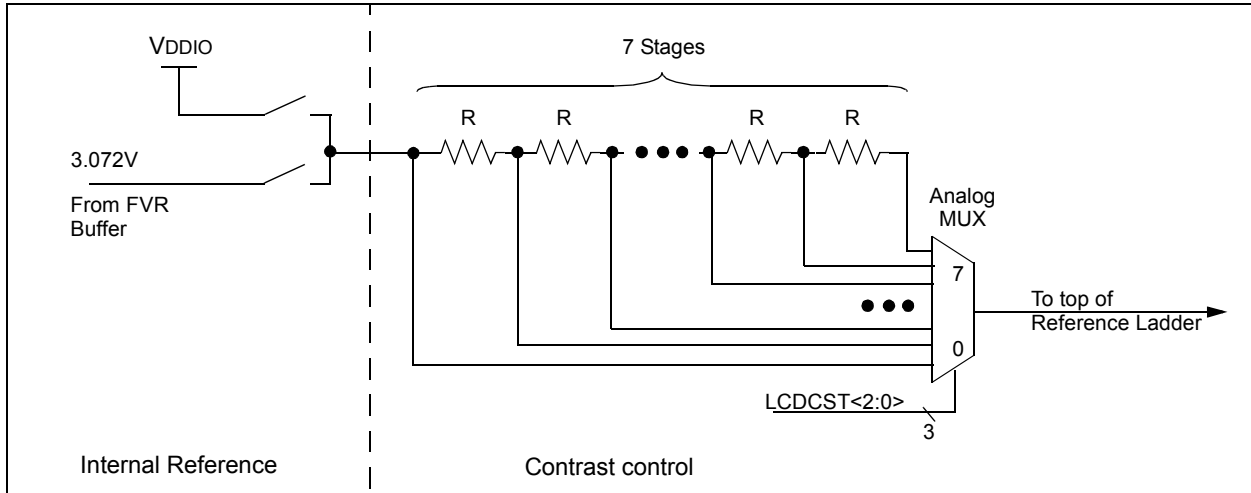 VDDIO
7 Stages
R
R
R
R
3.072V
From FVR
Buffer
Analog
MUX
7
0
To top of
Reference Ladder
LCDCST<2:0>
3
Internal Reference
Contrast control